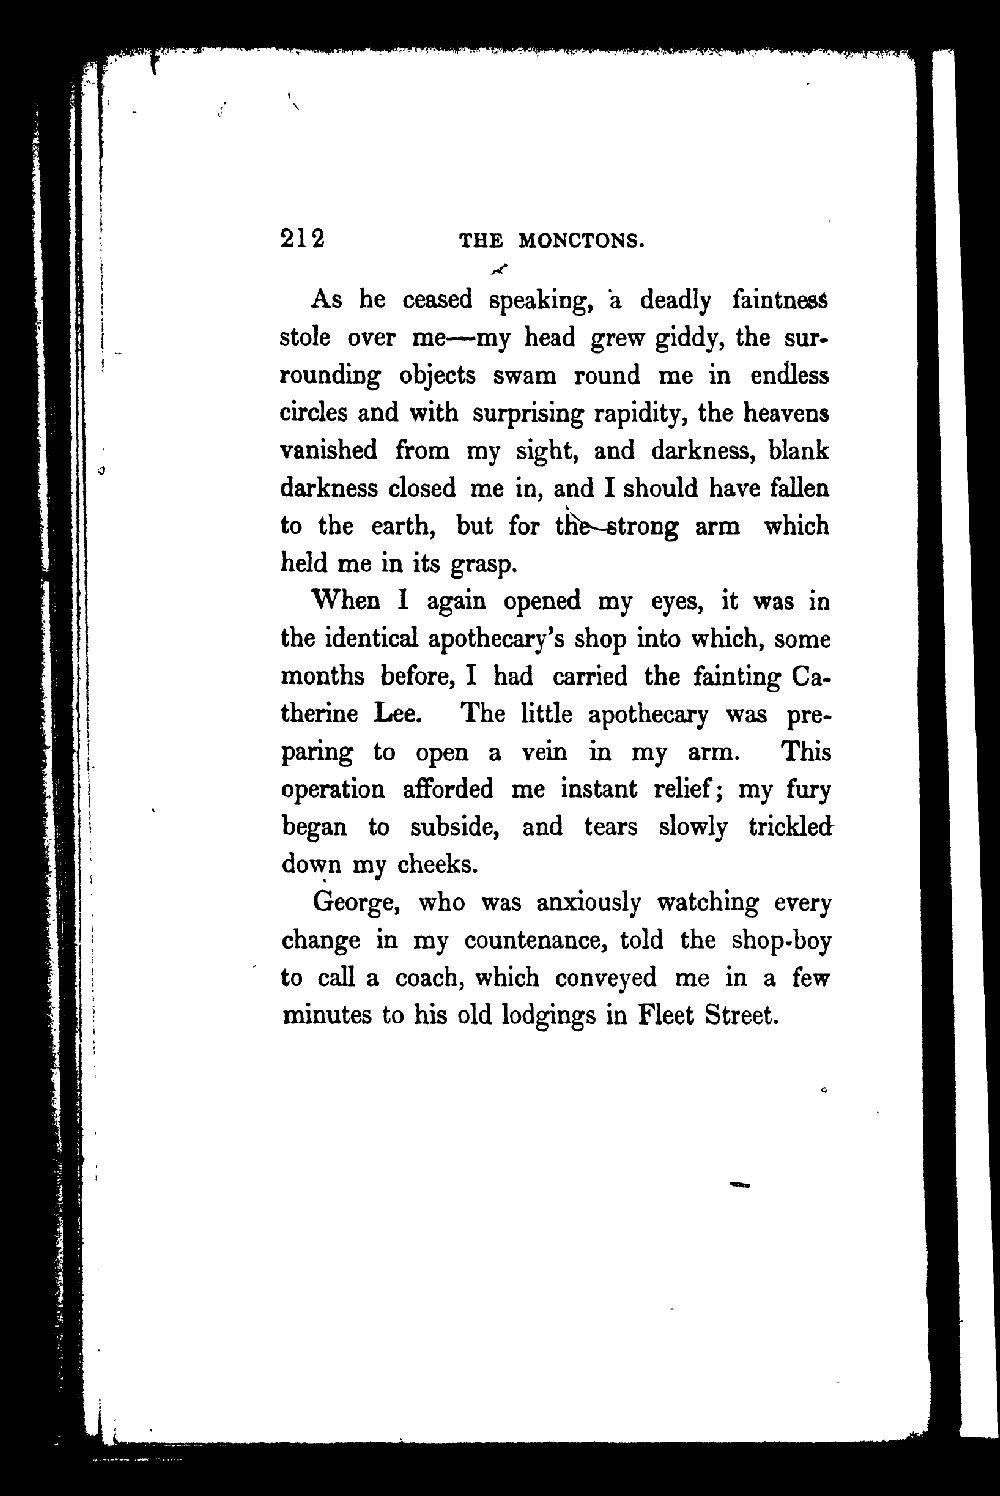 212 THE MONCTONS.
As he ceased speaking, a deadly faintness
stole over me—my head grew giddy, the sur-
rounding objects swam round me in endless
circles and with surprising rapidity, the heavens
vanished from my sight, and darkness, blank
darkness closed me in, and I should have fallen
to the earth, but for the strong arm which
held me in its grasp.
When I again opened my eyes, it was in
the identical apothecary's shop into which, some
months before, I had carried the fainting Ca-
therine Lee. The little apothecary was pre-
paring to open a vein in my arm. This
operation afforded me instant relief; my fury
began to subside, and tears slowly trickled
down my cheeks.
George, who was anxiously watching every
change in my countenance, told the shop-boy
to call a coach, which conveyed me in a few
minutes to his old lodgings in Fleet Street.